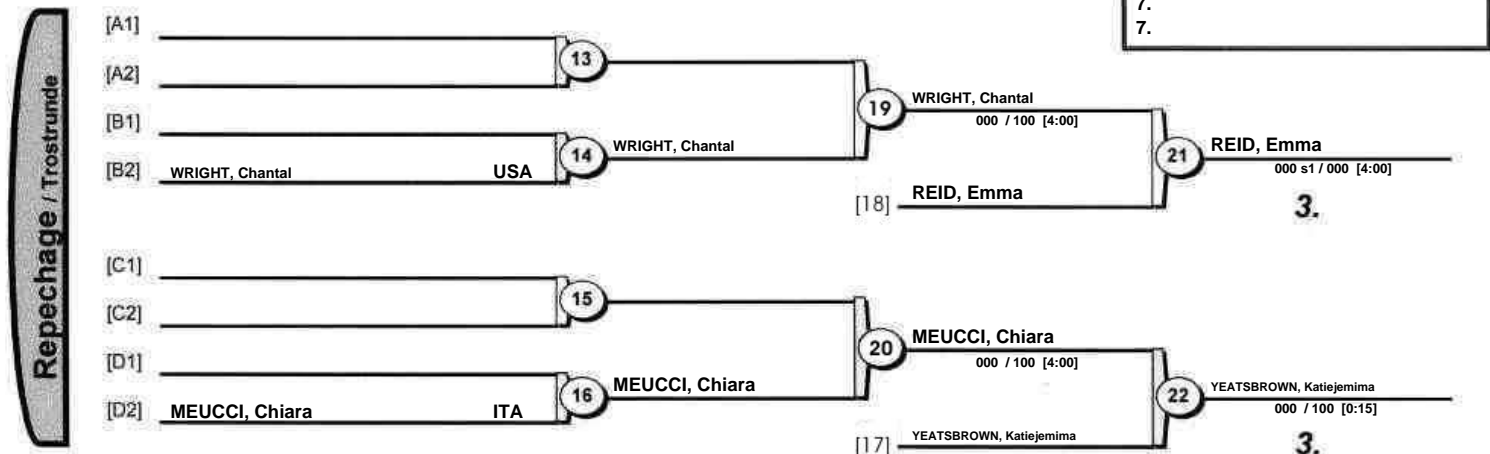 7.
7.
Repechage / Trostrunde
[A1]
13
[A2]
19
WRIGHT, Chantal
000 / 100 [4:00]
[B1]
14
WRIGHT, Chantal
[B2] WRIGHT, Chantal USA
21
REID, Emma
000 s1 / 000 [4:00]
3.
[18] REID, Emma
[C1]
15
[C2]
20
MEUCCI, Chiara
000 / 100 [4:00]
[D1]
16
MEUCCI, Chiara
[D2] MEUCCI, Chiara ITA
22
YEATSBROWN, Katiejemima
000 / 100 [0:15]
3.
[17] YEATSBROWN, Katiejemima